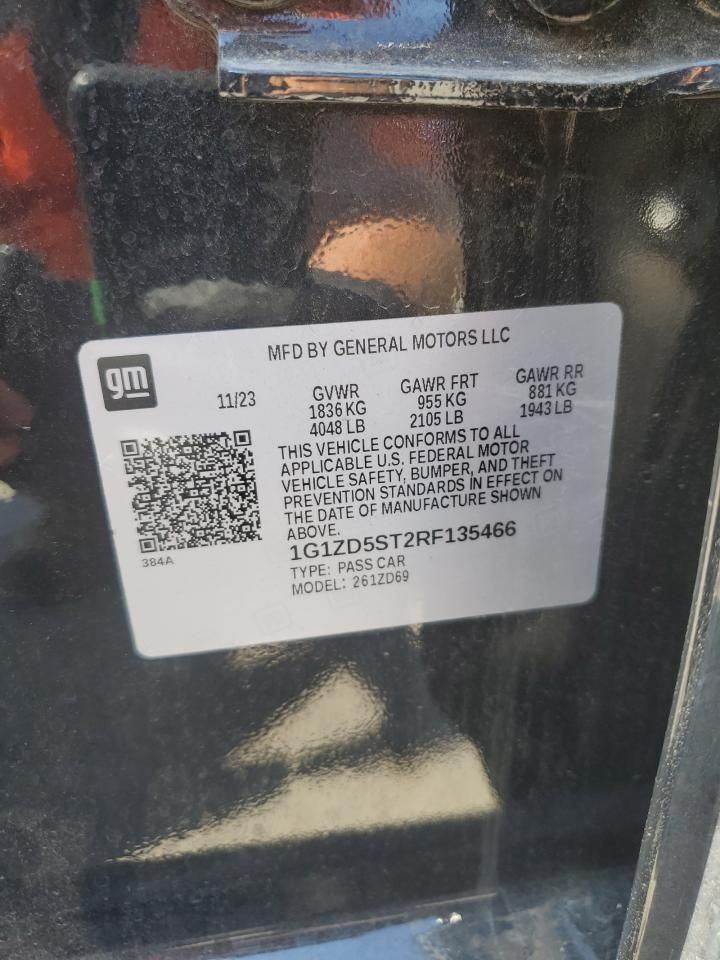 MFD BY GENERAL MOTORS LLC
gm
11/23
GVWR
1836 KG
4048 LB
GAWR FRT
955 KG
2105 LB
GAWR RR
881 KG
1943 LB
THIS VEHICLE CONFORMS TO ALL
APPLICABLE U.S. FEDERAL MOTOR
VEHICLE SAFETY, BUMPER, AND THEFT
PREVENTION STANDARDS IN EFFECT ON
THE DATE OF MANUFACTURE SHOWN
ABOVE.
384A
1G1ZD5ST2RF135466
TYPE: PASS CAR
MODEL: 261ZD69